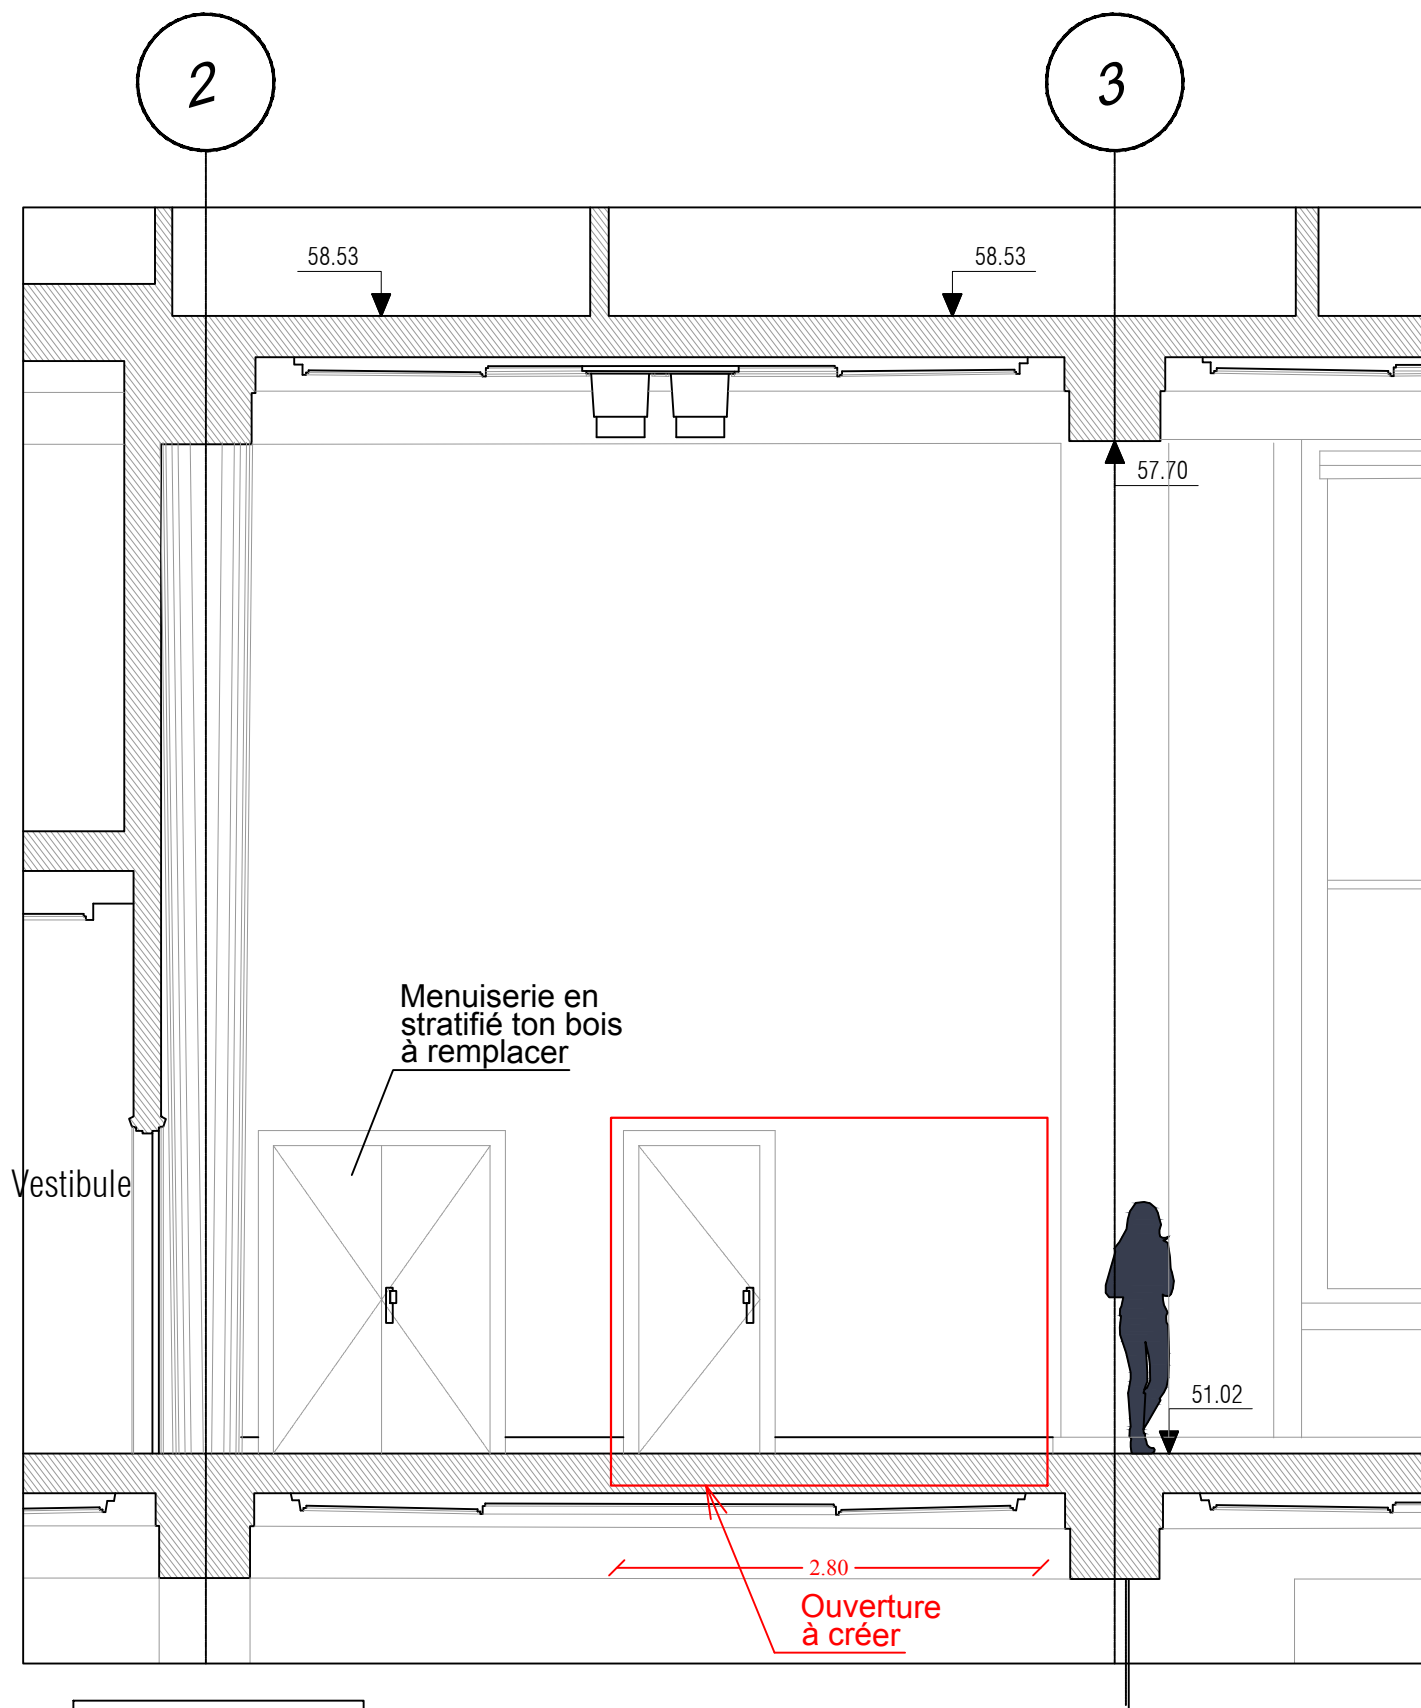 2
3
58.53
58.53
57.70
Menuiserie en
stratifié ton bois
à remplacer
Vestibule
51.02
2.80
Ouverture
à créer